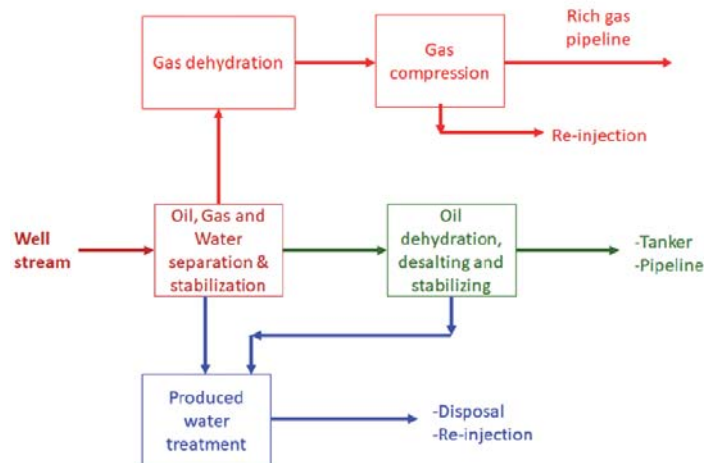 Rich gas
pipeline
Gas dehydration
Gas
compression
Re-injection
Well
stream
Oil, Gas and
Water
separation &
stabilization
Oil
dehydration,
desalting and
stabilizing
-Tanker
-Pipeline
Produced
water
treatment
-Disposal
-Re-injection